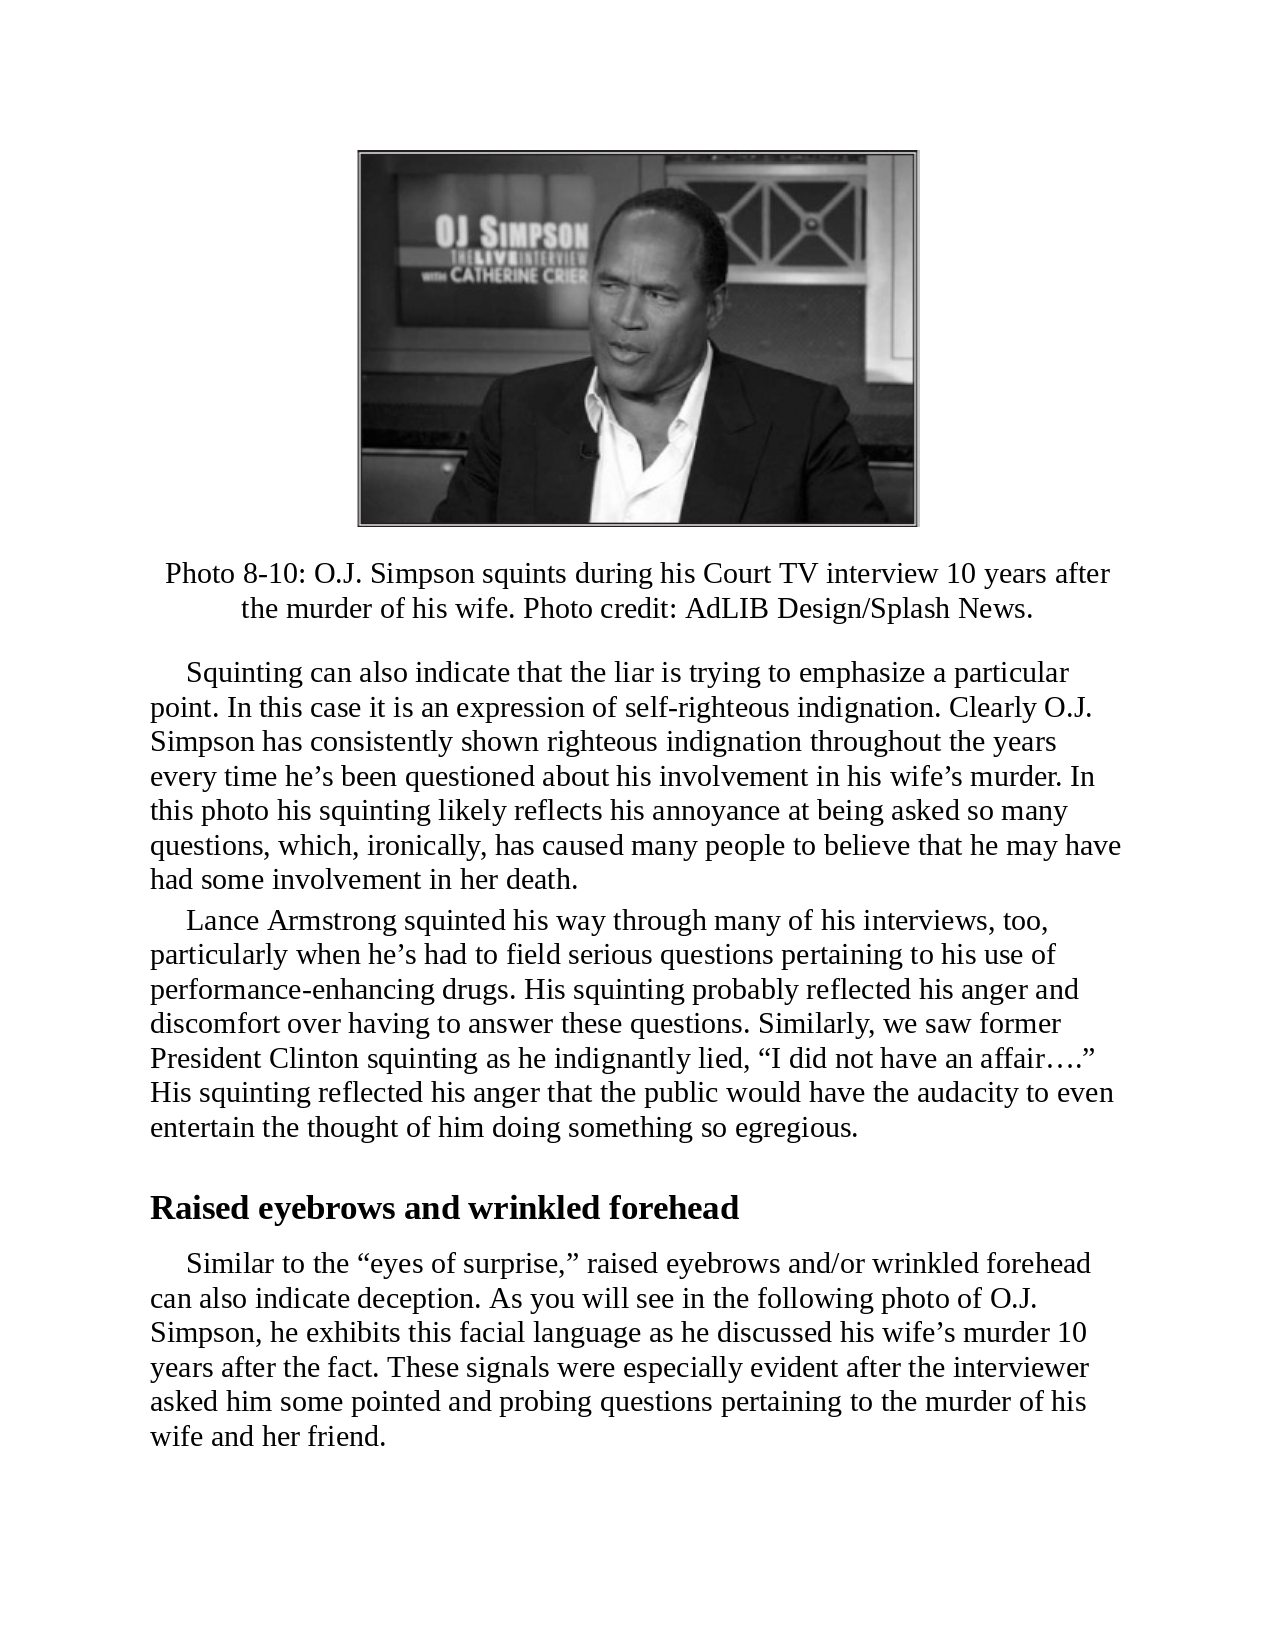 OJ SIMPSON
THE LIVE INTERVIEW
WITH CATHERINE CRIER
Photo 8-10: O.J. Simpson squints during his Court TV interview 10 years after
the murder of his wife. Photo credit: AdLIB Design/Splash News.
Squinting can also indicate that the liar is trying to emphasize a particular
point. In this case it is an expression of self-righteous indignation. Clearly O.J.
Simpson has consistently shown righteous indignation throughout the years
every time he’s been questioned about his involvement in his wife’s murder. In
this photo his squinting likely reflects his annoyance at being asked so many
questions, which, ironically, has caused many people to believe that he may have
had some involvement in her death.
Lance Armstrong squinted his way through many of his interviews, too,
particularly when he’s had to field serious questions pertaining to his use of
performance-enhancing drugs. His squinting probably reflected his anger and
discomfort over having to answer these questions. Similarly, we saw former
President Clinton squinting as he indignantly lied, “I did not have an affair….”
His squinting reflected his anger that the public would have the audacity to even
entertain the thought of him doing something so egregious.
Raised eyebrows and wrinkled forehead
Similar to the “eyes of surprise,” raised eyebrows and/or wrinkled forehead
can also indicate deception. As you will see in the following photo of O.J.
Simpson, he exhibits this facial language as he discussed his wife’s murder 10
years after the fact. These signals were especially evident after the interviewer
asked him some pointed and probing questions pertaining to the murder of his
wife and her friend.